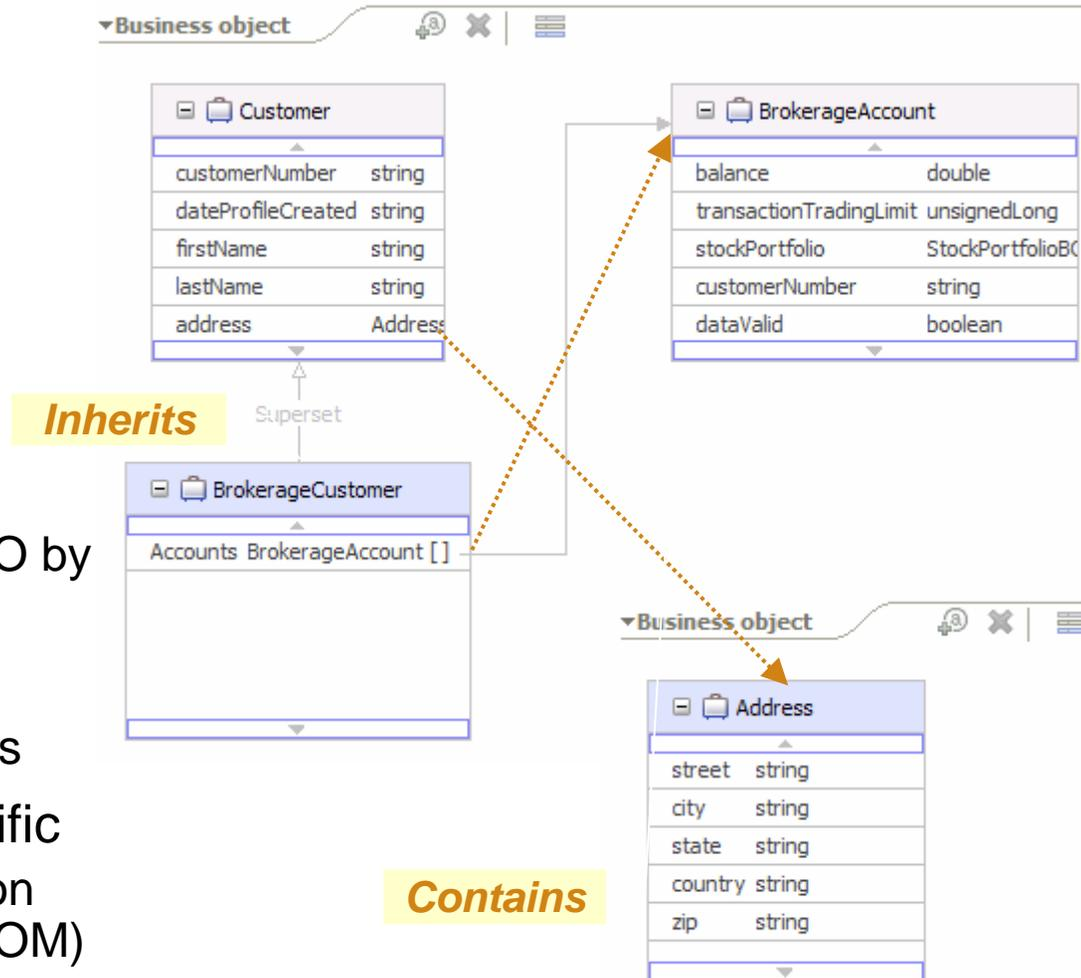 Business object
Customer
customerNumber string
dateProfileCreated string
firstName string
lastName string
address Address
BrokerageAccount
balance double
transactionTradingLimit unsignedLong
stockPortfolio StockPortfolioBO
customerNumber string
dataValid boolean
Inherits
Superset
BrokerageCustomer
Accounts BrokerageAccount []
O by
s
ific
on
OM)
Business object
Address
street string
city string
state string
country string
zip string
Contains